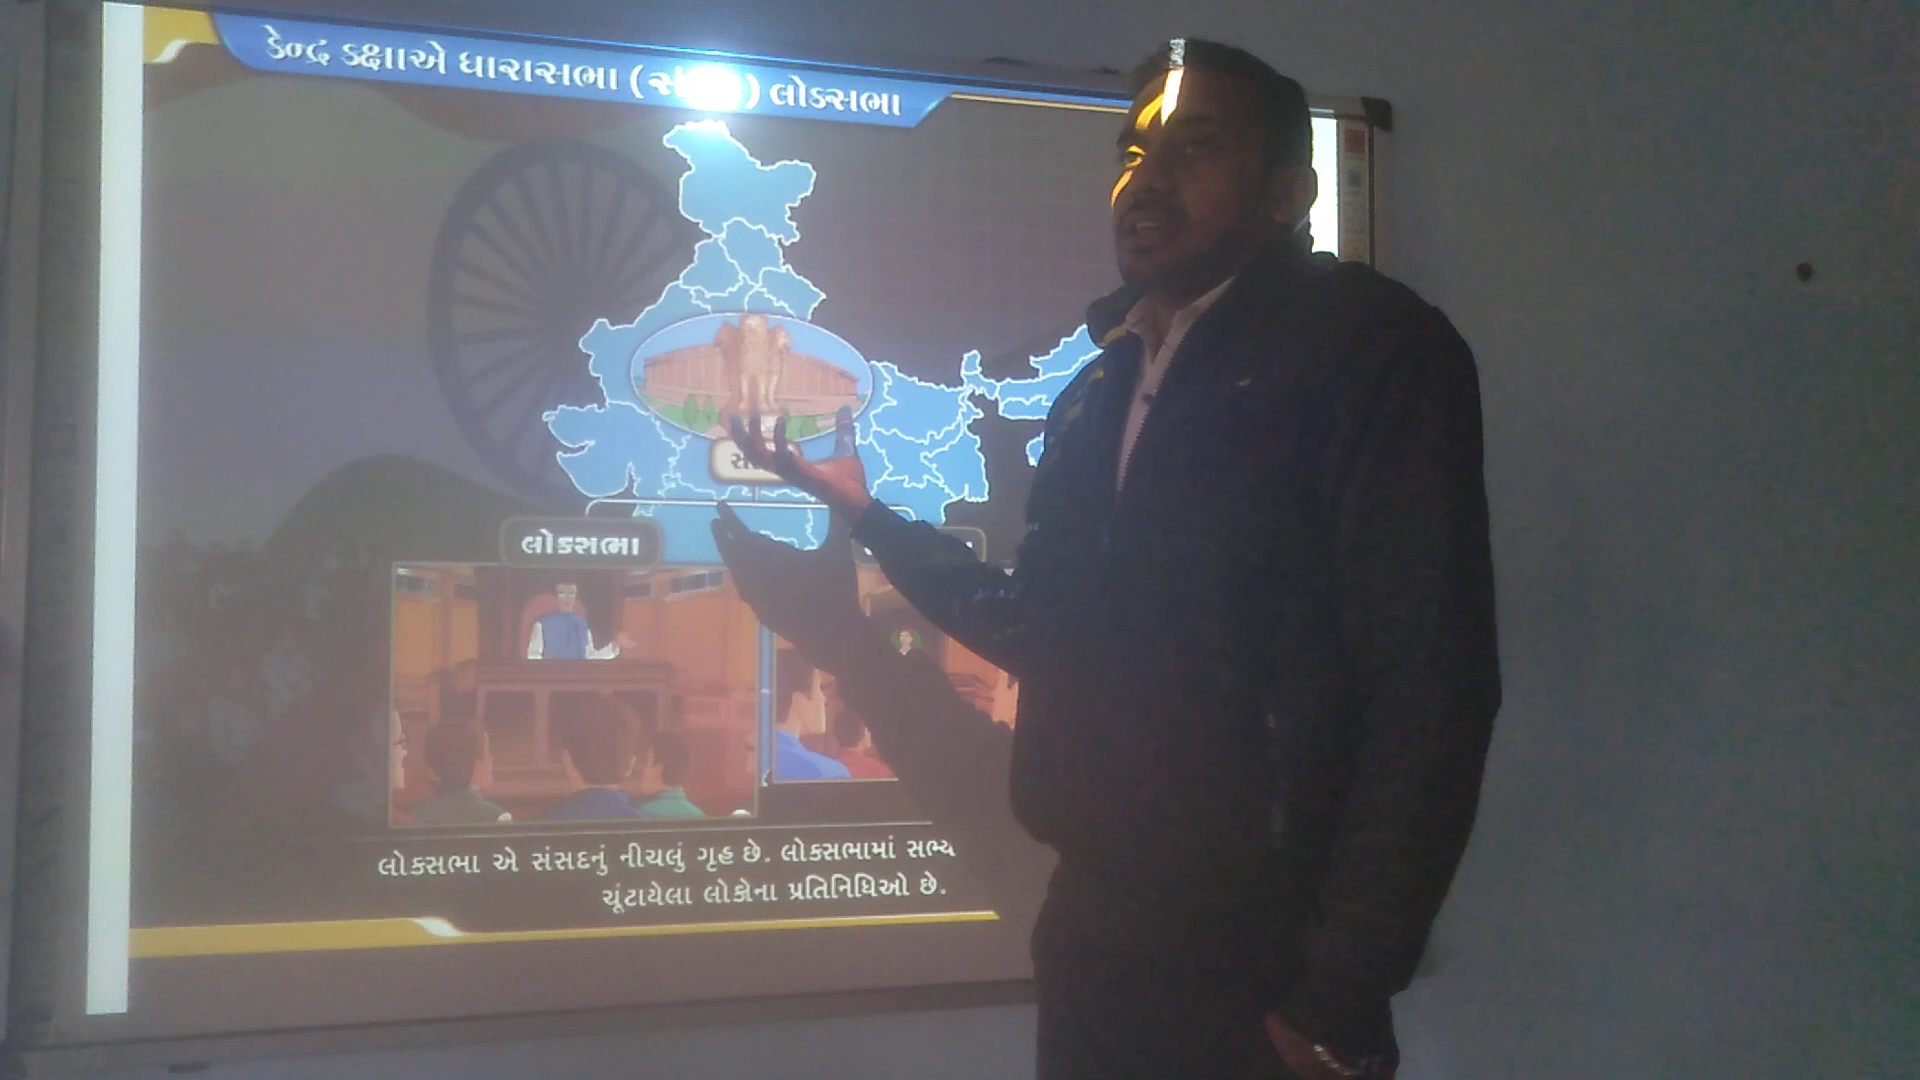 કેન્દ્ર કક્ષાએ ધારાસભા ( ) લોકસભા
લોકસભા
લોકસભા એ સંસદનું નીચલું ગૃહ છે. લોકસભામાં સભ્ય
ચૂંટાયેલા લોકોના પ્રતિનિધિઓ છે.